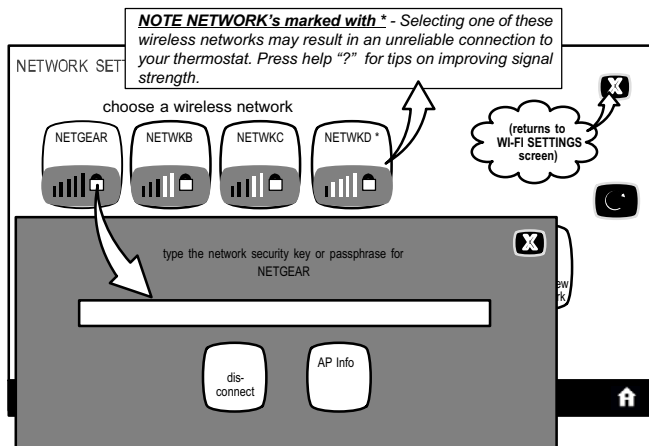 NOTE NETWORK's marked with * - Selecting one of these
wireless networks may result in an unreliable connection to
your thermostat. Press help “?” for tips on improving signal
strength.
NETWORK SET
choose a wireless network
X
(returns to
WI-FI SETTINGS
screen)
NETGEAR
NETWKB
NETWKC
NETWKD *
X
type the network security key or passphrase for
NETGEAR
ew
rk
dis-
connect
AP Info